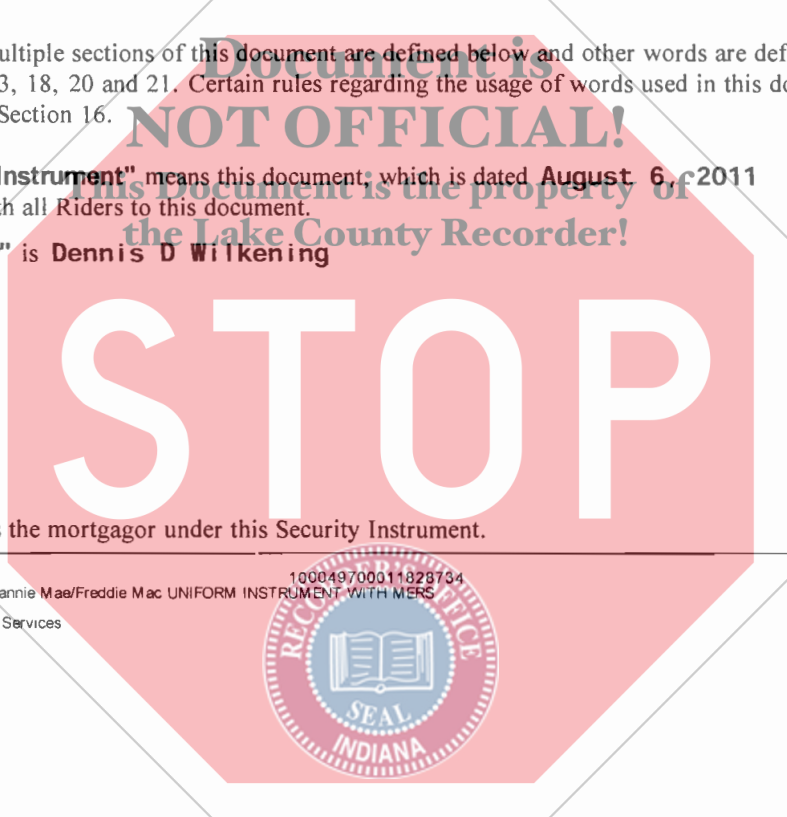 Document is
ultiple sections of this document are defined below and other words are def
3, 18, 20 and 21. Certain rules regarding the usage of words used in this do
Section 16.
NOT OFFICIAL!
Instrument" means this document, which is dated August 6, 2011
This Document is the property of
th all Riders to this document.
the Lake County Recorder!
" is Dennis D Wilkening
STOP
s the mortgagor under this Security Instrument.
100049700011828734
annie Mae/Freddie Mac UNIFORM INSTRUMENT WITH MERS
Services
RECORDER'S OFFICE
SEAL
INDIANA